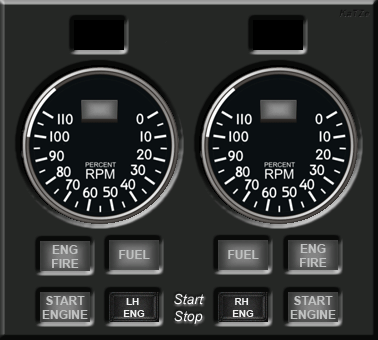 110 0
100 10
90 20
80 30
70 40
60 50
PERCENT
RPM
110 0
100 10
90 20
80 30
70 40
60 50
PERCENT
RPM
ENG
FIRE
FUEL
FUEL
ENG
FIRE
START
ENGINE
LH
ENG
Start
Stop
RH
ENG
START
ENGINE